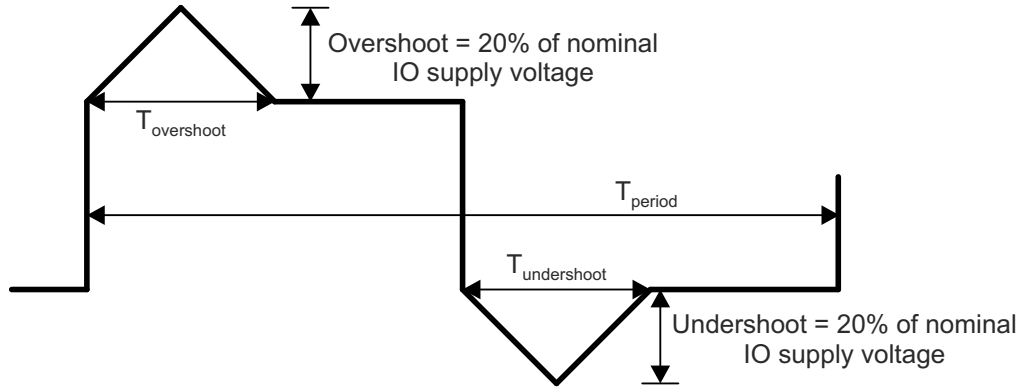 Overshoot = 20% of nominal
IO supply voltage
Tovershoot
Tperiod
Tundershoot
Undershoot = 20% of nominal
IO supply voltage